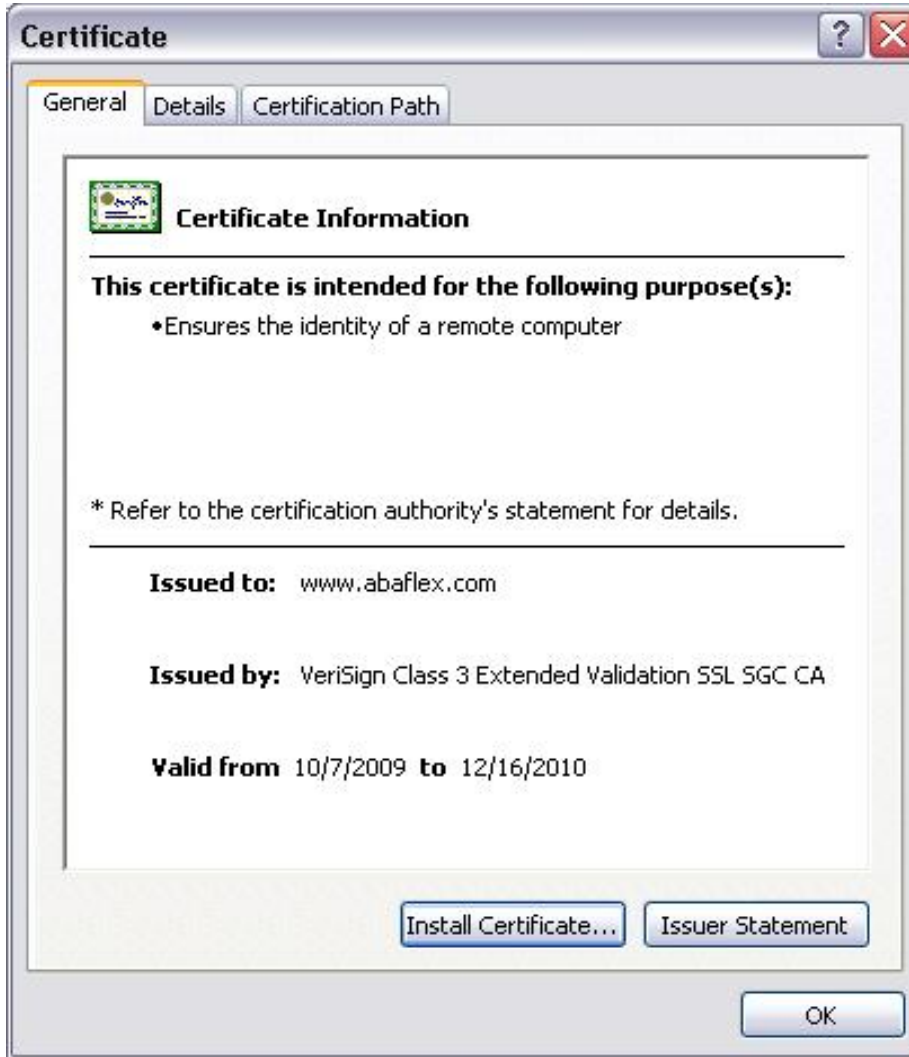 Certificate
General Details Certification Path
Certificate Information
This certificate is intended for the following purpose(s):
•Ensures the identity of a remote computer
* Refer to the certification authority's statement for details.
Issued to: www.abaflex.com
Issued by: VeriSign Class 3 Extended Validation SSL SGC CA
Valid from 10/7/2009 to 12/16/2010
Install Certificate... Issuer Statement
OK